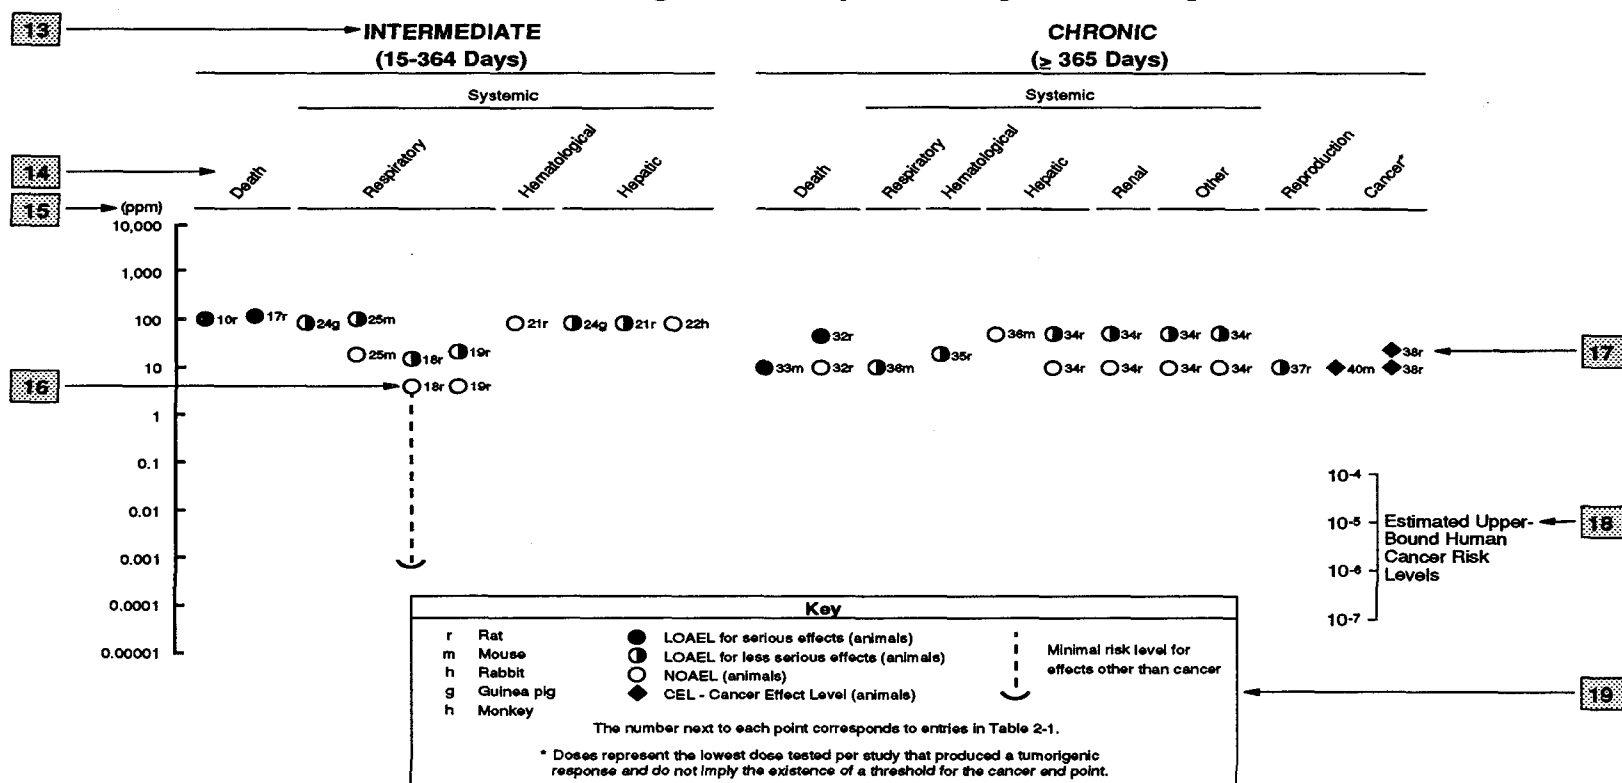 13
INTERMEDIATE
(15-364 Days)
CHRONIC
(≥ 365 Days)
Systemic
Systemic
14
Death
Respiratory
Hematological
Hepatic
Death
Respiratory
Hematological
Hepatic
Renal
Other
Reproduction
Cancer*
15
(ppm)
10,000
1,000
100
10r
17r
24g
25m
21r
24g
21r
22h
32r
36m
34r
34r
34r
34r
25m
18r
19r
35r
38r
17
10
33m
32r
36m
34r
34r
34r
34r
37r
40m
38r
16
18r
19r
1
0.1
0.01
0.001
0.0001
0.00001
10-4
10-5
10-6
10-7
Estimated Upper-
Bound Human
Cancer Risk
Levels
18
Key
r Rat
m Mouse
h Rabbit
g Guinea pig
h Monkey
LOAEL for serious effects (animals)
LOAEL for less serious effects (animals)
NOAEL (animals)
CEL - Cancer Effect Level (animals)
Minimal risk level for
effects other than cancer
19
The number next to each point corresponds to entries in Table 2-1.
* Doses represent the lowest dose tested per study that produced a tumorigenic
response and do not imply the existence of a threshold for the cancer end point.